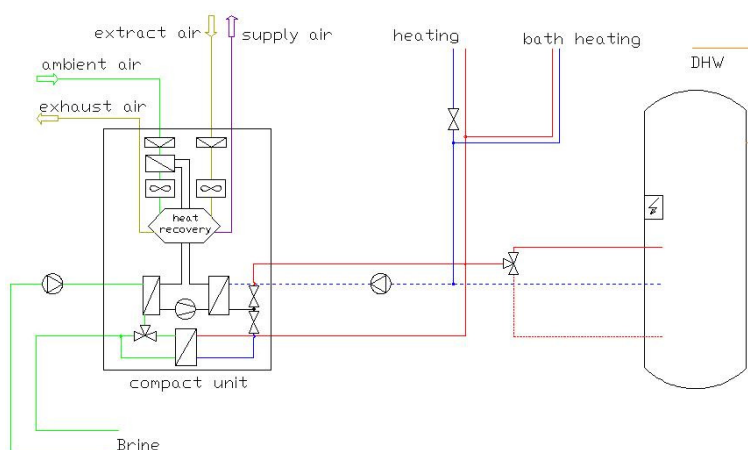 extract air
supply air
heating
bath heating
ambient air
DHW
exhaust air
heat
recovery
compact unit
Brine